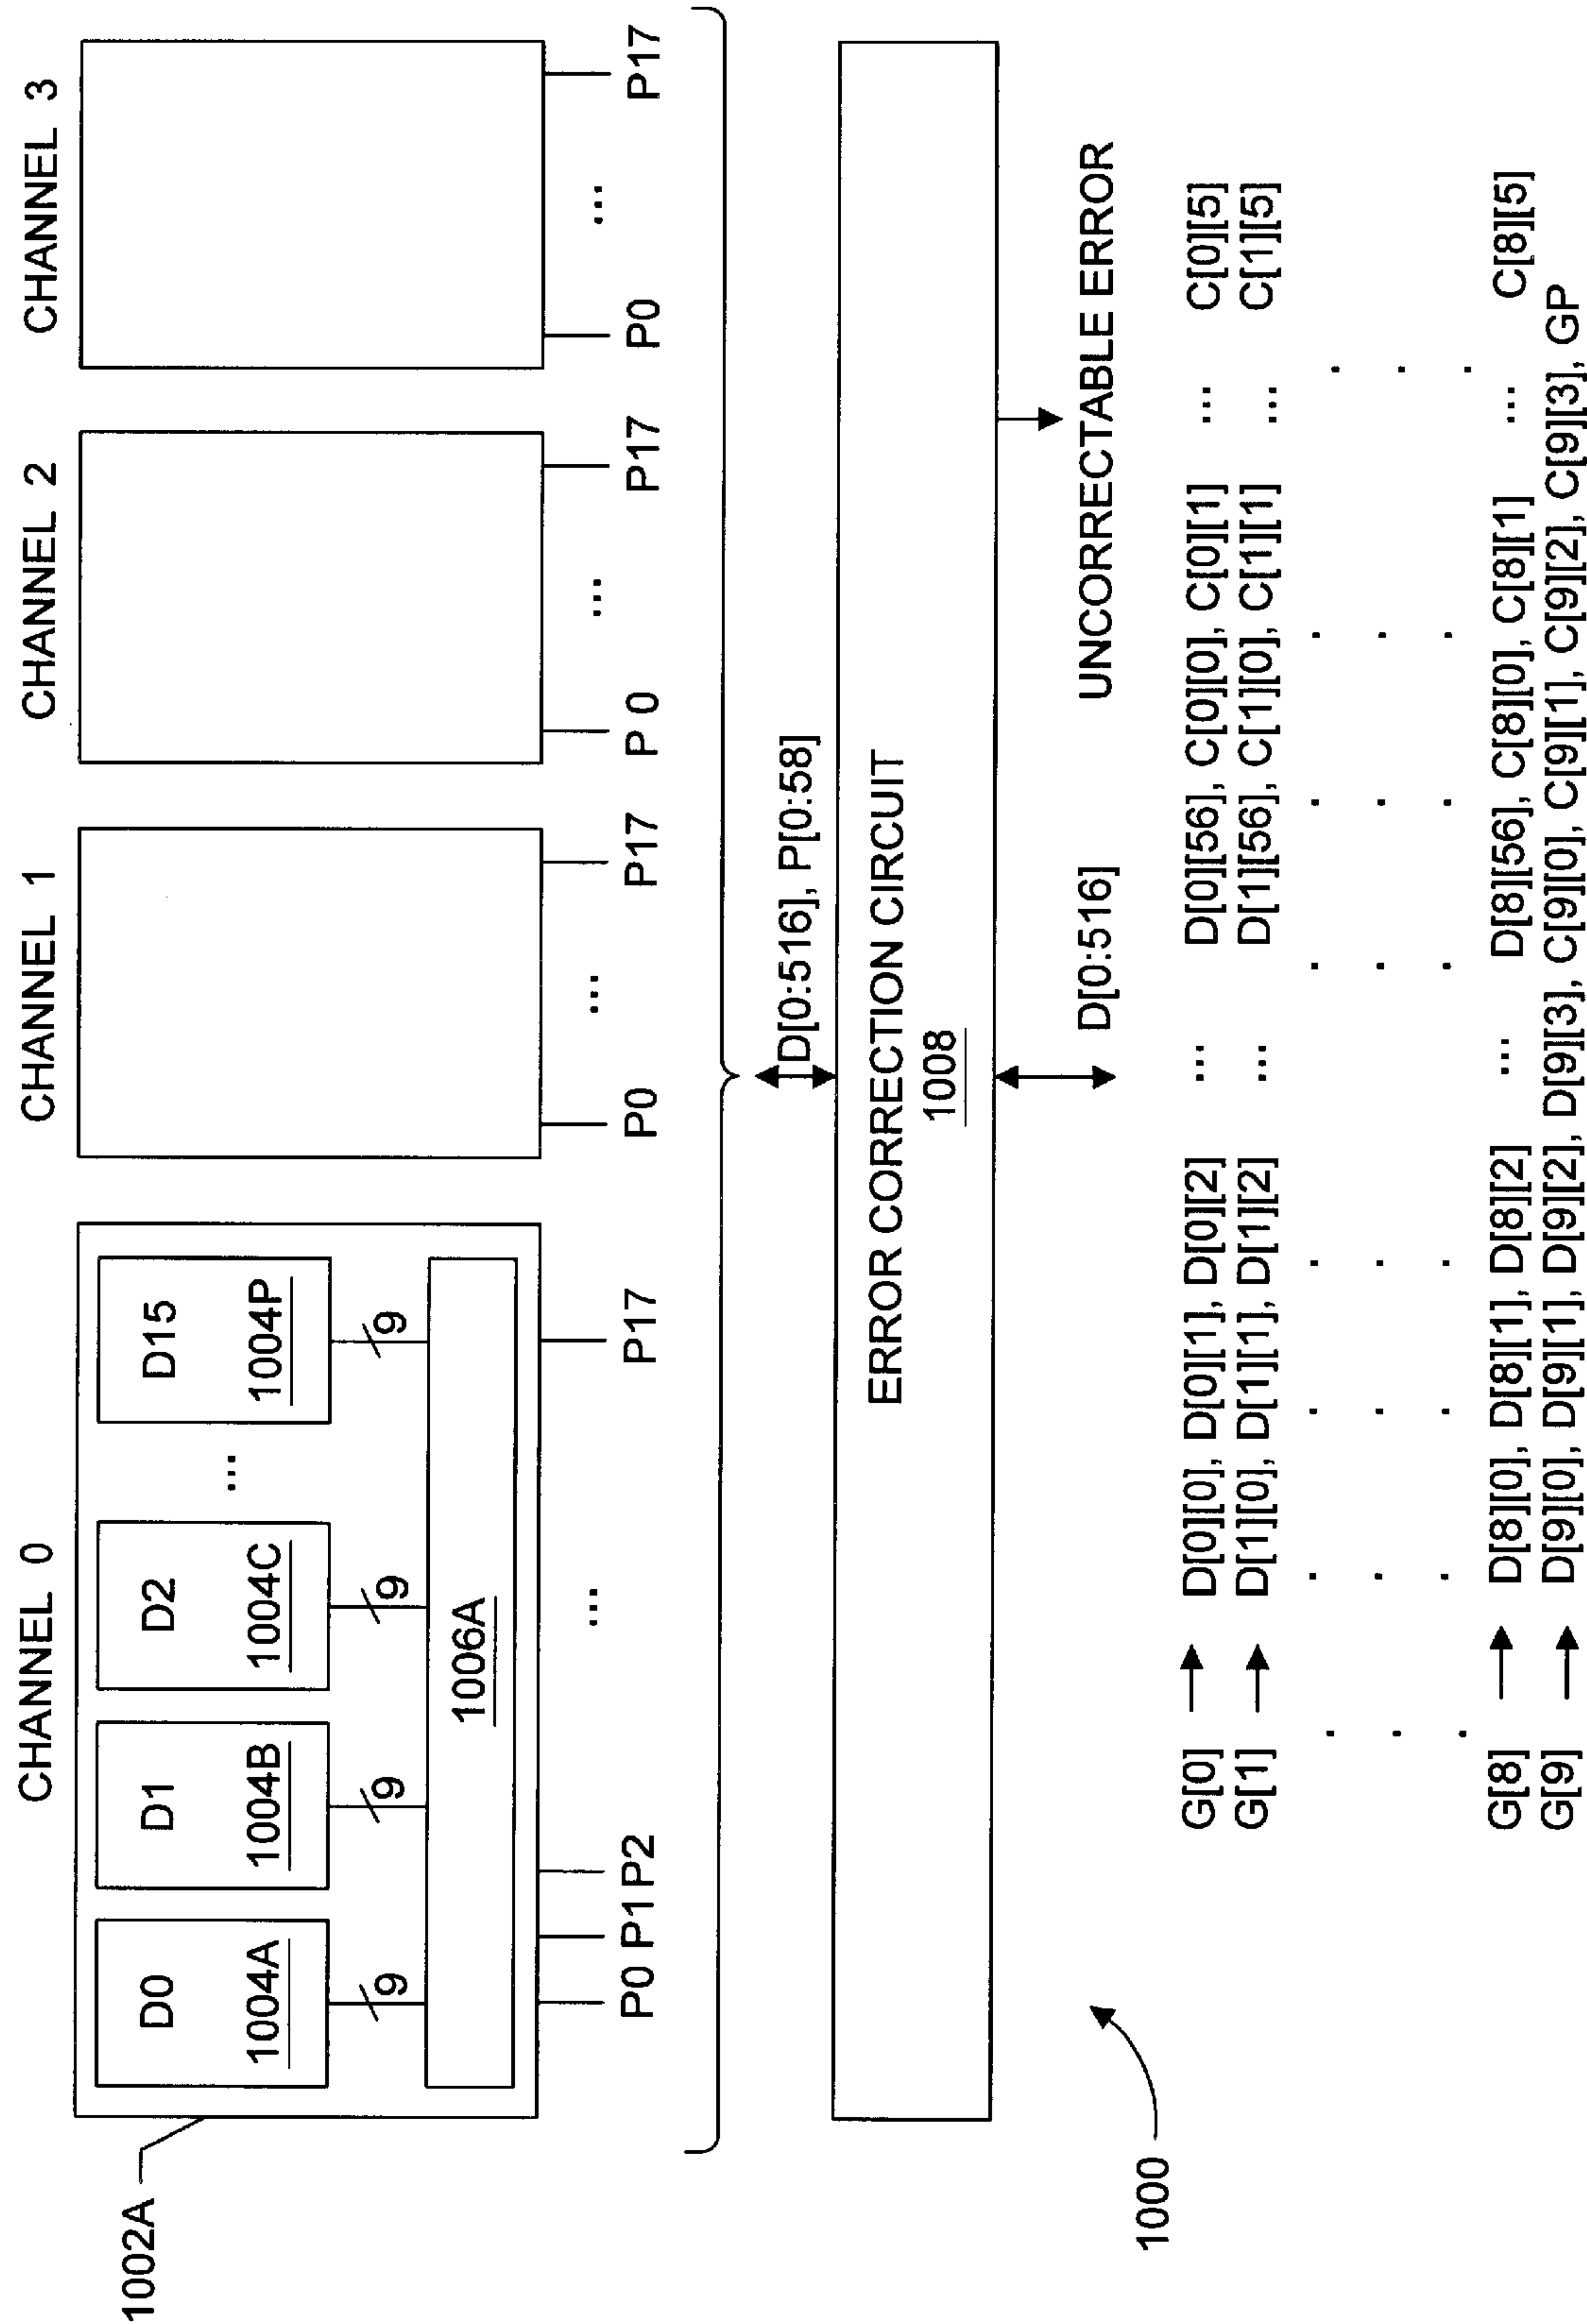 CHANNEL 0 CHANNEL 1 CHANNEL 2 CHANNEL 3
1002A
D0 D1 D2 ... D15
1004A 1004B 1004C 1004P
9 9 9 9
1006A
P0 P1 P2 ... P17 P0 ... P17 P 0 ... P17 P0 ... P17
D[0:516], P[0:58]
ERROR CORRECTION CIRCUIT
1008
1000
D[0:516] UNCORRECTABLE ERROR
G[0] → D[0][0], D[0][1], D[0][2] ... D[0][56], C[0][0], C[0][1] ... C[0][5]
G[1] → D[1][0], D[1][1], D[1][2] ... D[1][56], C[1][0], C[1][1] ... C[1][5]
G[8] → D[8][0], D[8][1], D[8][2] ... D[8][56], C[8][0], C[8][1] ... C[8][5]
G[9] → D[9][0], D[9][1], D[9][2], D[9][3], C[9][0], C[9][1], C[9][2], C[9][3], GP